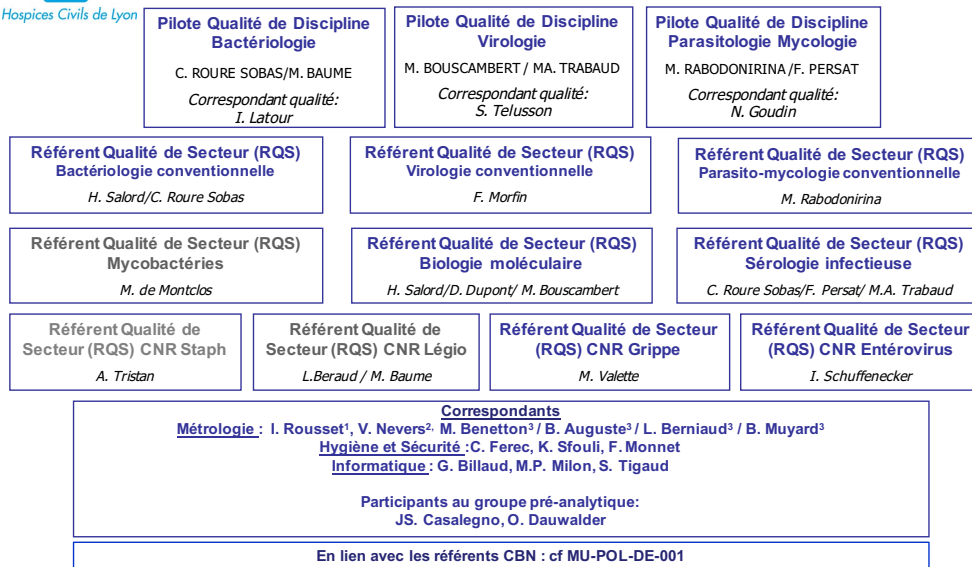 Hospices Civils de Lyon
Pilote Qualité de Discipline
Bactériologie
C. ROURE SOBAS/M. BAUME
Correspondant qualité:
I. Latour
Pilote Qualité de Discipline
Virologie
M. BOUSCAMBERT / MA. TRABAUD
Correspondant qualité:
S. Telusson
Pilote Qualité de Discipline
Parasitologie Mycologie
M. RABODONIRINA /F. PERSAT
Correspondant qualité:
N. Goudin
Référent Qualité de Secteur (RQS)
Bactériologie conventionnelle
H. Salord/C. Roure Sobas
Référent Qualité de Secteur (RQS)
Virologie conventionnelle
F. Morfin
Référent Qualité de Secteur (RQS)
Parasito-mycologie conventionnelle
M. Rabodonirina
Référent Qualité de Secteur (RQS)
Mycobactéries
M. de Montclos
Référent Qualité de Secteur (RQS)
Biologie moléculaire
H. Salord/D. Dupont/ M. Bouscambert
Référent Qualité de Secteur (RQS)
Sérologie infectieuse
C. Roure Sobas/F. Persat/ M.A. Trabaud
Référent Qualité de
Secteur (RQS) CNR Staph
A. Tristan
Référent Qualité de
Secteur (RQS) CNR Légio
L.Beraud / M. Baume
Référent Qualité de Secteur
(RQS) CNR Grippe
M. Valette
Référent Qualité de Secteur
(RQS) CNR Entérovirus
I. Schuffenecker
Correspondants
Métrologie : I. Rousset¹, V. Nevers², M. Benetton³ / B. Auguste³ / L. Berniaud³ / B. Muyard³
Hygiène et Sécurité :C. Ferec, K. Sfouli, F. Monnet
Informatique : G. Billaud, M.P. Milon, S. Tigaud
Participants au groupe pré-analytique:
JS. Casalegno, O. Dauwalder
En lien avec les référents CBN : cf MU-POL-DE-001